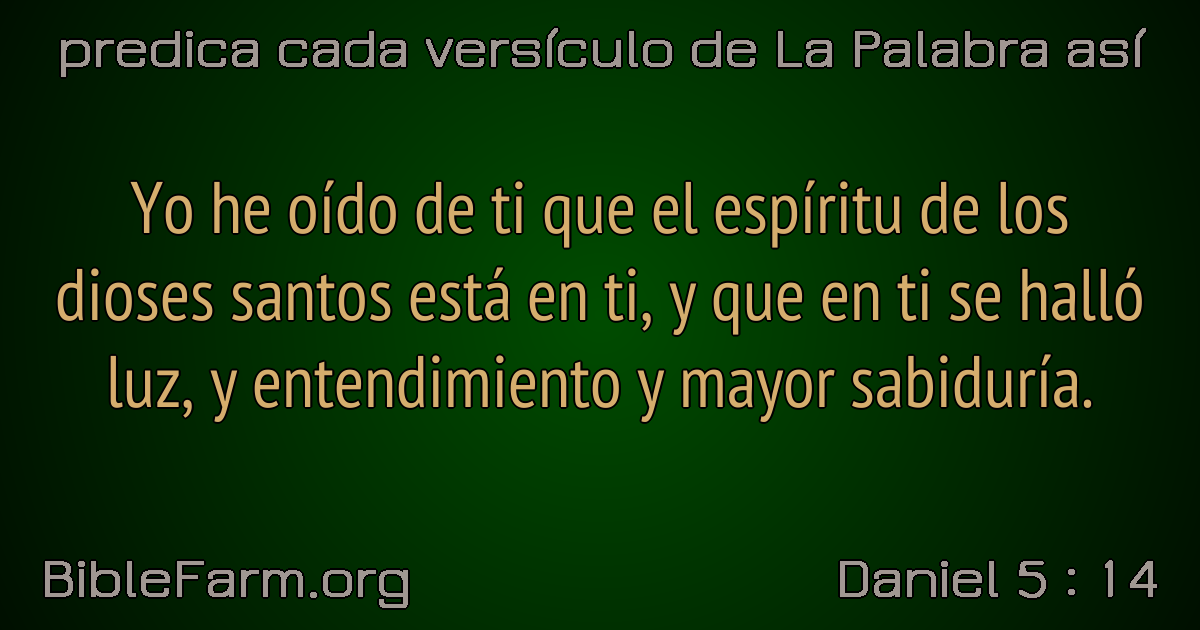 predica cada versículo de La Palabra así
Yo he oído de ti que el espíritu de los
dioses santos está en ti, y que en ti se halló
luz, y entendimiento y mayor sabiduría.
BibleFarm.org
Daniel 5 : 14